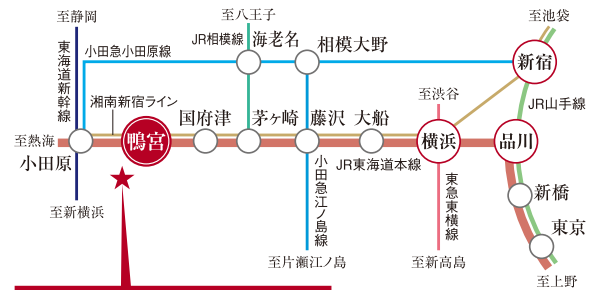 至静岡
至八王子
至池袋
JR相模線
海老名
相模大野
小田急小田原線
東海道新幹線
新宿
湘南新宿ライン
至渋谷
JR山手線
国府津
茅ヶ崎
藤沢
大船
至熱海
鴨宮
横浜
品川
小田原
JR東海道本線
小田急江ノ島線
東急東横線
新橋
至新横浜
東京
至片瀬江ノ島
至新高島
至上野